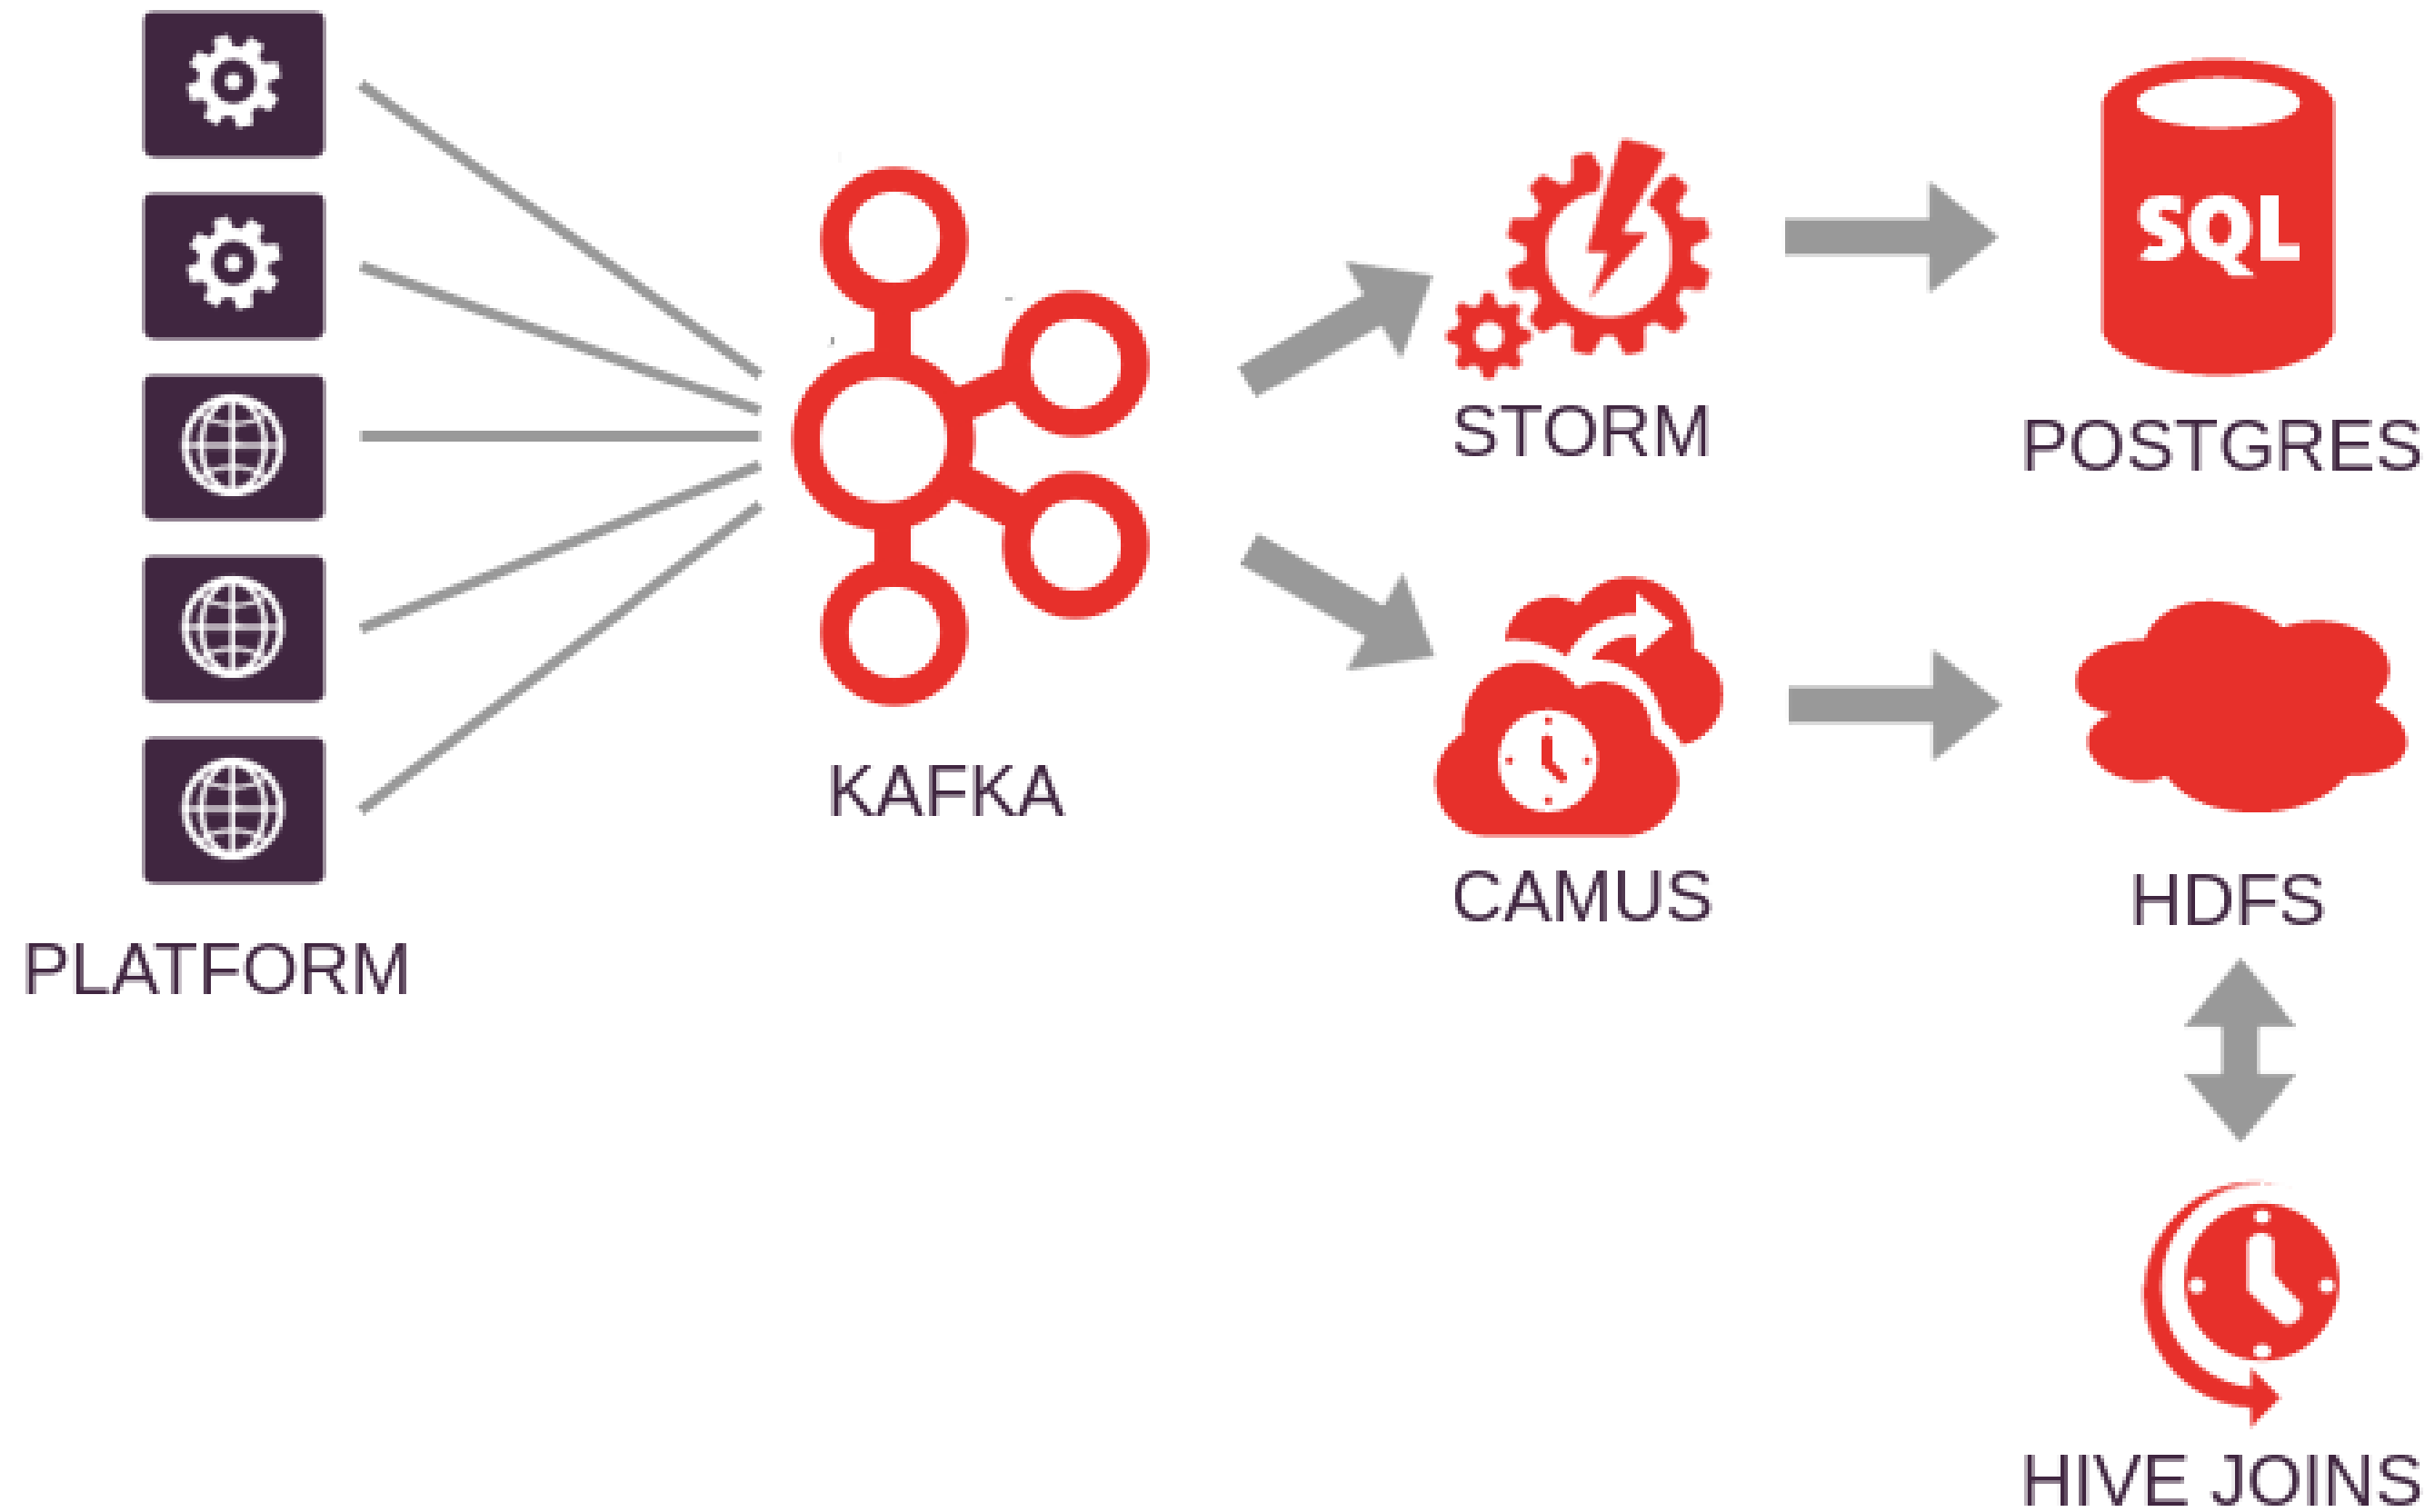 SQL
STORM
POSTGRES
KAFKA
CAMUS
HDFS
PLATFORM
HIVE JOINS